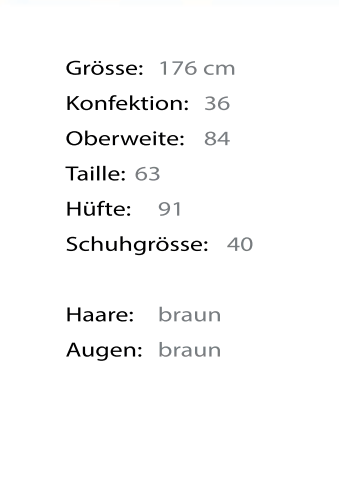 Grösse: 176 cm
Konfektion: 36
Oberweite: 84
Taille: 63
Hüfte: 91
Schuhgrösse: 40
Haare: braun
Augen: braun